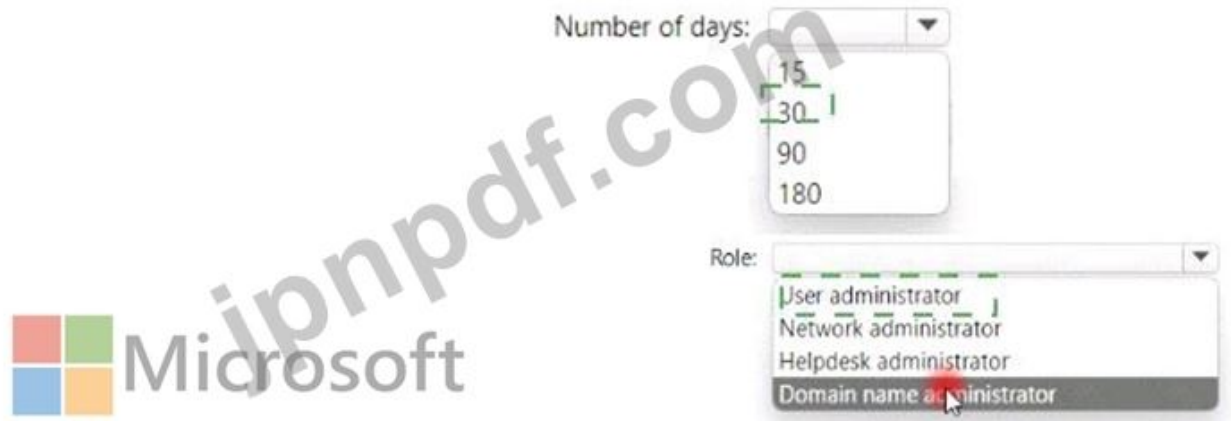 Number of days:
15
30
90
180
Role:
User administrator
Network administrator
Helpdesk administrator
Domain name administrator
Microsoft
jpnpdf.com